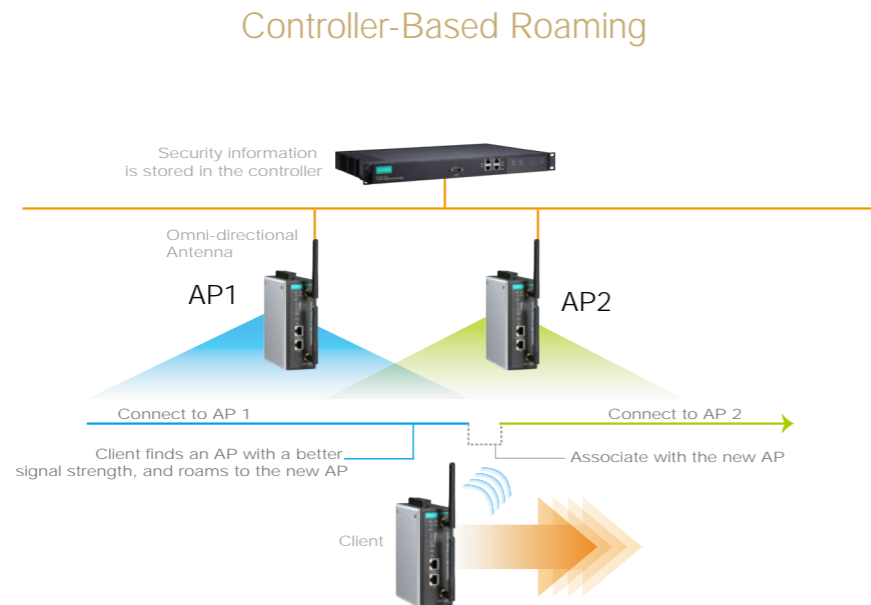 Controller-Based Roaming
Security information
is stored in the controller
Omni-directional
Antenna
AP1
AP2
Connect to AP 1
Connect to AP 2
Client finds an AP with a better
signal strength, and roams to the new AP
Associate with the new AP
Client